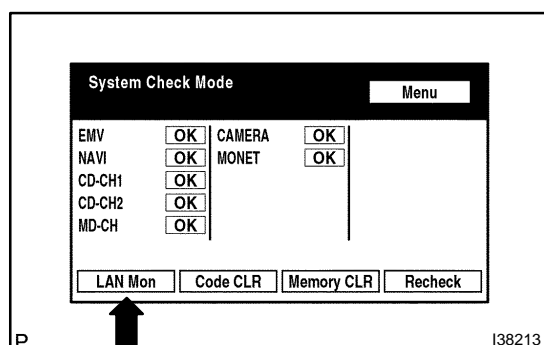 System Check Mode
Menu
EMV OK CAMERA OK
NAVI OK MONET OK
CD-CH1 OK
CD-CH2 OK
MD-CH OK
LAN Mon Code CLR Memory CLR Recheck
P I38213